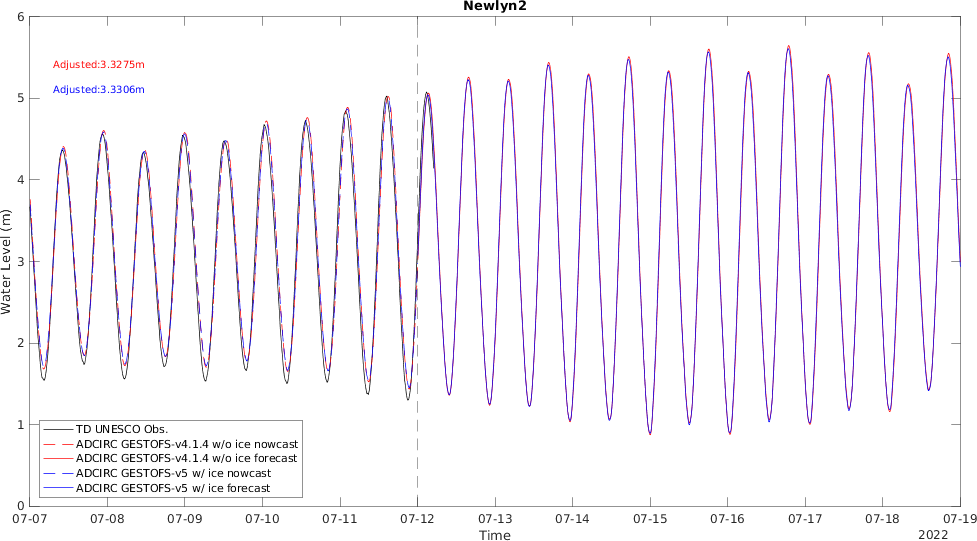 Newlyn2
Adjusted:3.3275m
Adjusted:3.3306m
Water Level (m)
6
5
4
3
2
1
0
TD UNESCO Obs.
ADCIRC GESTOFS-v4.1.4 w/o ice nowcast
ADCIRC GESTOFS-v4.1.4 w/o ice forecast
ADCIRC GESTOFS-v5 w/ ice nowcast
ADCIRC GESTOFS-v5 w/ ice forecast
07-07 07-08 07-09 07-10 07-11 07-12 07-13 07-14 07-15 07-16 07-17 07-18 07-19
Time
2022